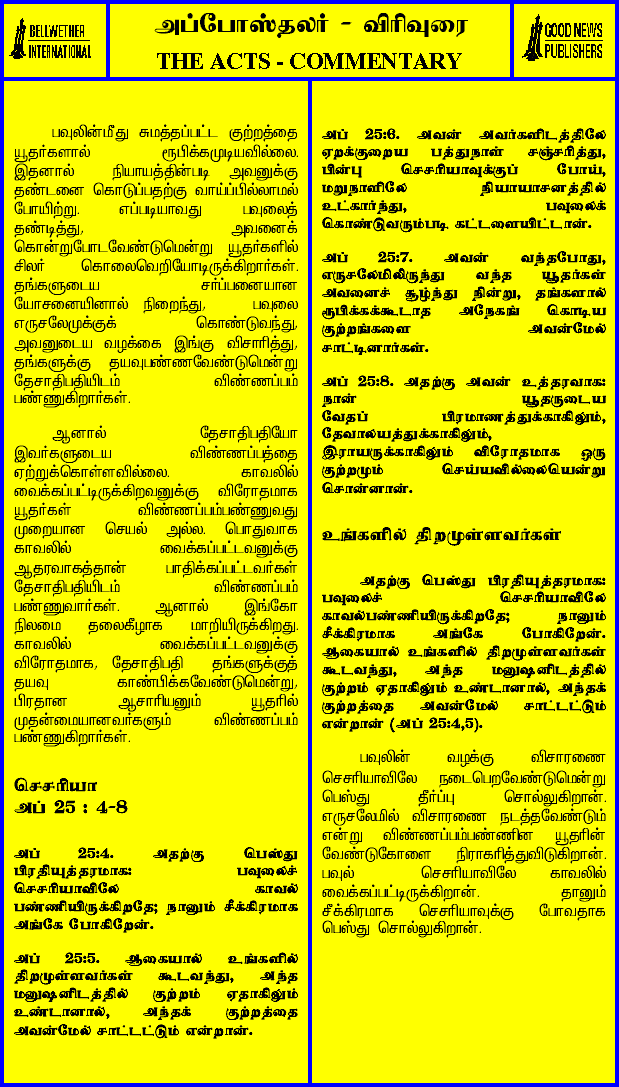 BELLWETHER
INTERNATIONAL
அப்போஸ்தலர் - விரிவுரை
THE ACTS - COMMENTARY
GOOD NEWS
PUBLISHERS
பவுலின்மீது சுமத்தப்பட்ட குற்றத்தை
யூதர்களால் ரூபிக்கமுடியவில்லை.
இதனால் நியாயத்தின்படி அவனுக்கு
தண்டனை கொடுப்பதற்கு வாய்ப்பில்லாமல்
போயிற்று. எப்படியாவது பவுலைத்
தண்டித்து, அவனைக்
கொன்றுபோடவேண்டுமென்று யூதர்களில்
சிலர் கொலைவெறியோடிருக்கிறார்கள்.
தங்களுடைய சர்ப்பனையான
யோசனையினால் நிறைந்து, பவுலை
எருசலேமுக்குக் கொண்டுவந்து,
அவனுடைய வழக்கை இங்கு விசாரித்து,
தங்களுக்கு தயவுபண்ணவேண்டுமென்று
தேசாதிபதியிடம் விண்ணப்பம்
பண்ணுகிறார்கள்.
ஆனால் தேசாதிபதியோ
இவர்களுடைய விண்ணப்பத்தை
ஏற்றுக்கொள்ளவில்லை. காவலில்
வைக்கப்பட்டிருக்கிறவனுக்கு விரோதமாக
யூதர்கள் விண்ணப்பம்பண்ணுவது
முறையான செயல் அல்ல. பொதுவாக
காவலில் வைக்கப்பட்டவனுக்கு
ஆதரவாகத்தான் பாதிக்கப்பட்டவர்கள்
தேசாதிபதியிடம் விண்ணப்பம்
பண்ணுவார்கள். ஆனால் இங்கோ
நிலமை தலைகீழாக மாறியிருக்கிறது.
காவலில் வைக்கப்பட்டவனுக்கு
விரோதமாக, தேசாதிபதி தங்களுக்குத்
தயவு காண்பிக்கவேண்டுமென்று,
பிரதான ஆசாரியனும் யூதரில்
முதன்மையானவர்களும் விண்ணப்பம்
பண்ணுகிறார்கள்.
செசரியா
அப் 25 : 4-8
அப் 25:4. அதற்கு பெஸ்து
பிரதியுத்தரமாக: பவுலைச்
செசரியாவிலே காவல்
பண்ணியிருக்கிறதே; நானும் சீக்கிரமாக
அங்கே போகிறேன்.
அப் 25:5. ஆகையால் உங்களில்
திறமுள்ளவர்கள் கூடவந்து, அந்த
மனுஷனிடத்தில் குற்றம் ஏதாகிலும்
உண்டானால், அந்தக் குற்றத்தை
அவன்மேல் சாட்டட்டும் என்றான்.
அப் 25:6. அவன் அவர்களிடத்திலே
ஏறக்குறைய பத்துநாள் சஞ்சரித்து,
பின்பு செசரியாவுக்குப் போய்,
மறுநாளிலே நியாயாசனத்தில்
உட்கார்ந்து, பவுலைக்
கொண்டுவரும்படி கட்டளையிட்டான்.
அப் 25:7. அவன் வந்தபோது,
எருசலேமிலிருந்து வந்த யூதர்கள்
அவனைச் சூழ்ந்து நின்று, தங்களால்
ரூபிக்கக்கூடாத அநேகங் கொடிய
குற்றங்களை அவன்மேல்
சாட்டினார்கள்.
அப் 25:8. அதற்கு அவன் உத்தரவாக:
நான் யூதருடைய
வேதப் பிரமாணத்துக்காகிலும்,
தேவாலயத்துக்காகிலும்,
இராயருக்காகிலும் விரோதமாக ஒரு
குற்றமும் செய்யவில்லையென்று
சொன்னான்.
உங்களில் திறமுள்ளவர்கள்
அதற்கு பெஸ்து பிரதியுத்தரமாக:
பவுலைச் செசரியாவிலே
காவல்பண்ணியிருக்கிறதே; நானும்
சீக்கிரமாக அங்கே போகிறேன்.
ஆகையால் உங்களில் திறமுள்ளவர்கள்
கூடவந்து, அந்த மனுஷனிடத்தில்
குற்றம் ஏதாகிலும் உண்டானால், அந்தக்
குற்றத்தை அவன்மேல் சாட்டட்டும்
என்றான் (அப் 25:4,5).
பவுலின் வழக்கு விசாரணை
செசரியாவிலே நடைபெறவேண்டுமென்று
பெஸ்து தீர்ப்பு சொல்லுகிறான்.
எருசலேமில் விசாரணை நடத்தவேண்டும்
என்று விண்ணப்பம்பண்ணின யூதரின்
வேண்டுகோளை நிராகரித்துவிடுகிறான்.
பவுல் செசரியாவிலே காவலில்
வைக்கப்பட்டிருக்கிறான். தானும்
சீக்கிரமாக செசரியாவுக்கு போவதாக
பெஸ்து சொல்லுகிறான்.